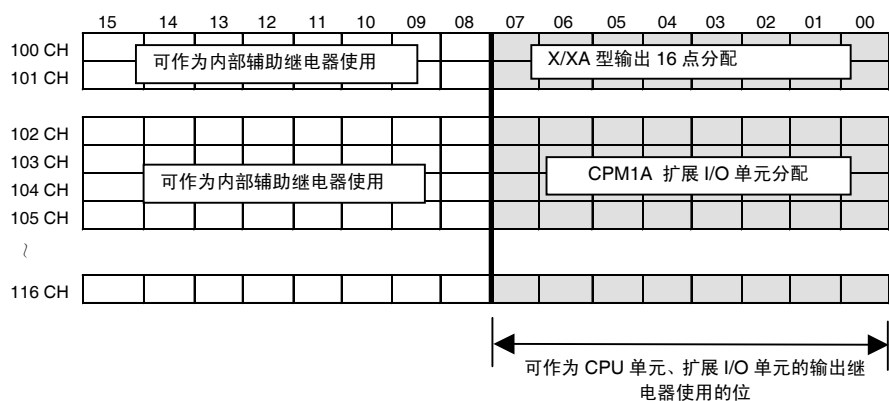 15 14 13 12 11 10 09 08 07 06 05 04 03 02 01 00
100 CH
101 CH
可作为内部辅助继电器使用
X/XA 型输出 16 点分配
102 CH
103 CH
104 CH
105 CH
可作为内部辅助继电器使用
CPM1A 扩展 I/O 单元分配
~
116 CH
可作为 CPU 单元、扩展 I/O 单元的输出继
电器使用的位